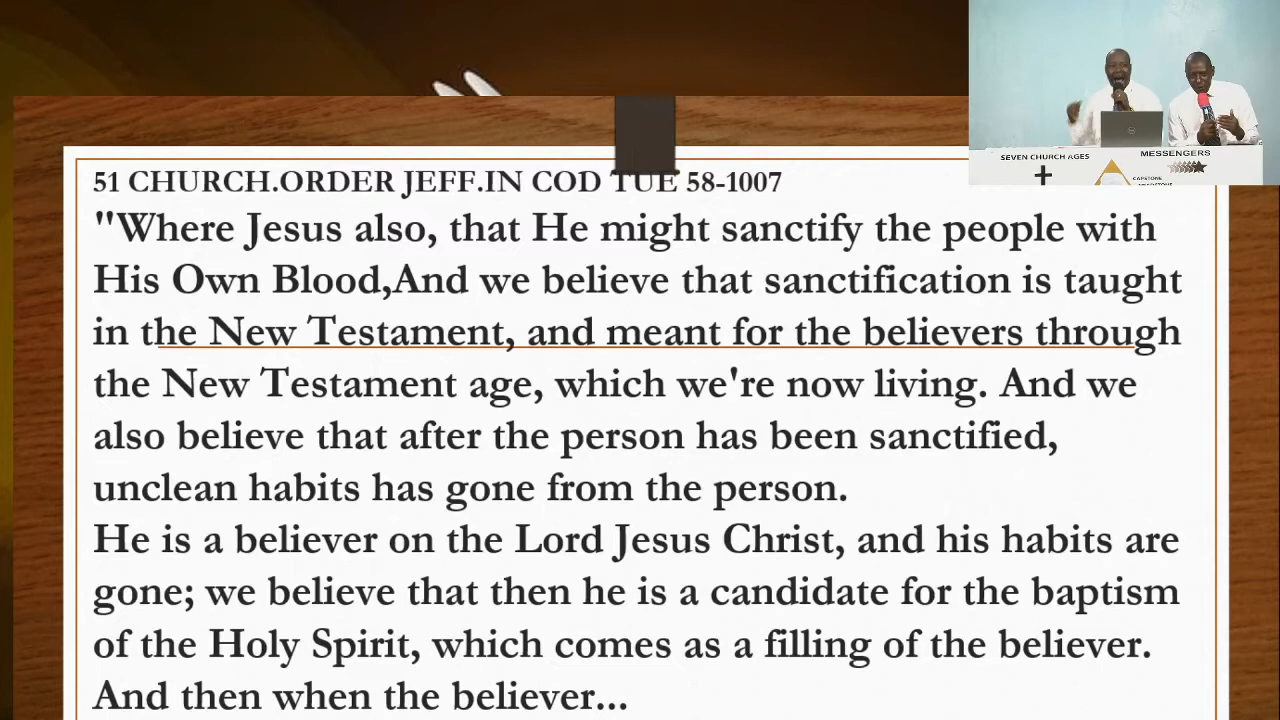 51 CHURCH.ORDER JEFF.IN COD TUE 58-1007
"Where Jesus also, that He might sanctify the people with
His Own Blood,And we believe that sanctification is taught
in the New Testament, and meant for the believers through
the New Testament age, which we're now living. And we
also believe that after the person has been sanctified,
unclean habits has gone from the person.
He is a believer on the Lord Jesus Christ, and his habits are
gone; we believe that then he is a candidate for the baptism
of the Holy Spirit, which comes as a filling of the believer.
And then when the believer...
SEVEN CHURCH AGES
MESSENGERS
CAPSTONE